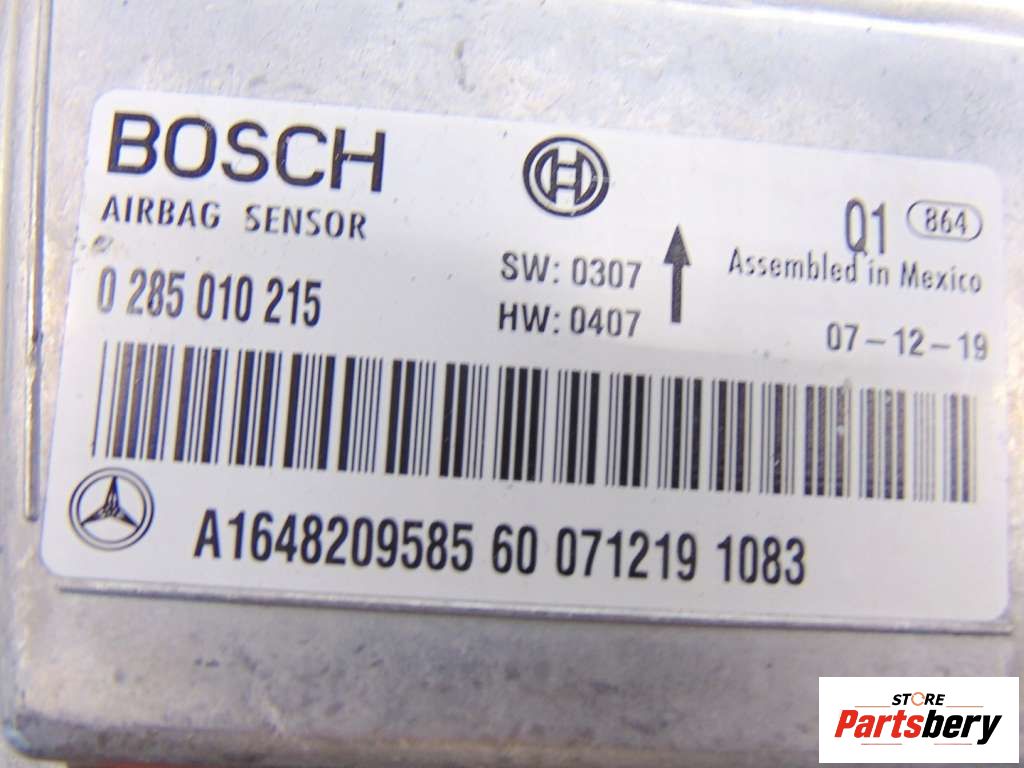 BOSCH
AIRBAG SENSOR
0 285 010 215
SW: 0307
HW: 0407
Q1 864
Assembled in Mexico
07-12-19
A1648209585 60 071219 1083
STORE
Partsbery